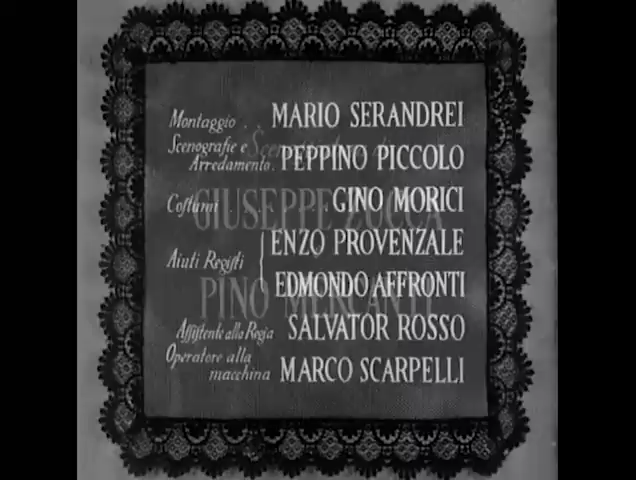 Montaggio . MARIO SERANDREI
Scenografie e
Arredamento. PEPPINO PICCOLO
Costumi . GINO MORICI
GIUSEPPE ZUCCA
Aiuti Registi ENZO PROVENZALE
EDMONDO AFFRONTI
PINO MERCANTI
Assistente alla Regia SALVATOR ROSSO
Operatore alla
macchina MARCO SCARPELLI